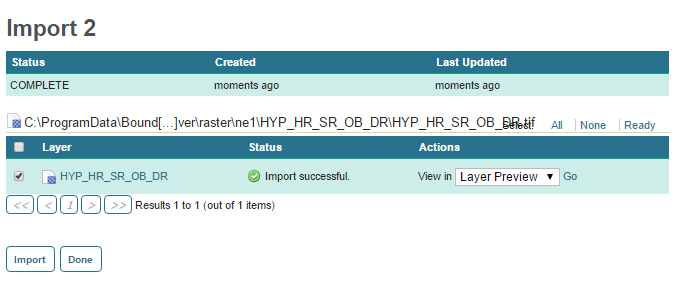 Import 2
Status Created Last Updated
COMPLETE moments ago moments ago
C:\ProgramData\Bound[...]ver\raster\ne1\HYP_HR_SR_OB_DR\HYP_HR_SR_OB_DR.tif
Select: All None Ready
Layer Status Actions
HYP_HR_SR_OB_DR Import successful. View in Layer Preview Go
<< < 1 > >> Results 1 to 1 (out of 1 items)
Import Done